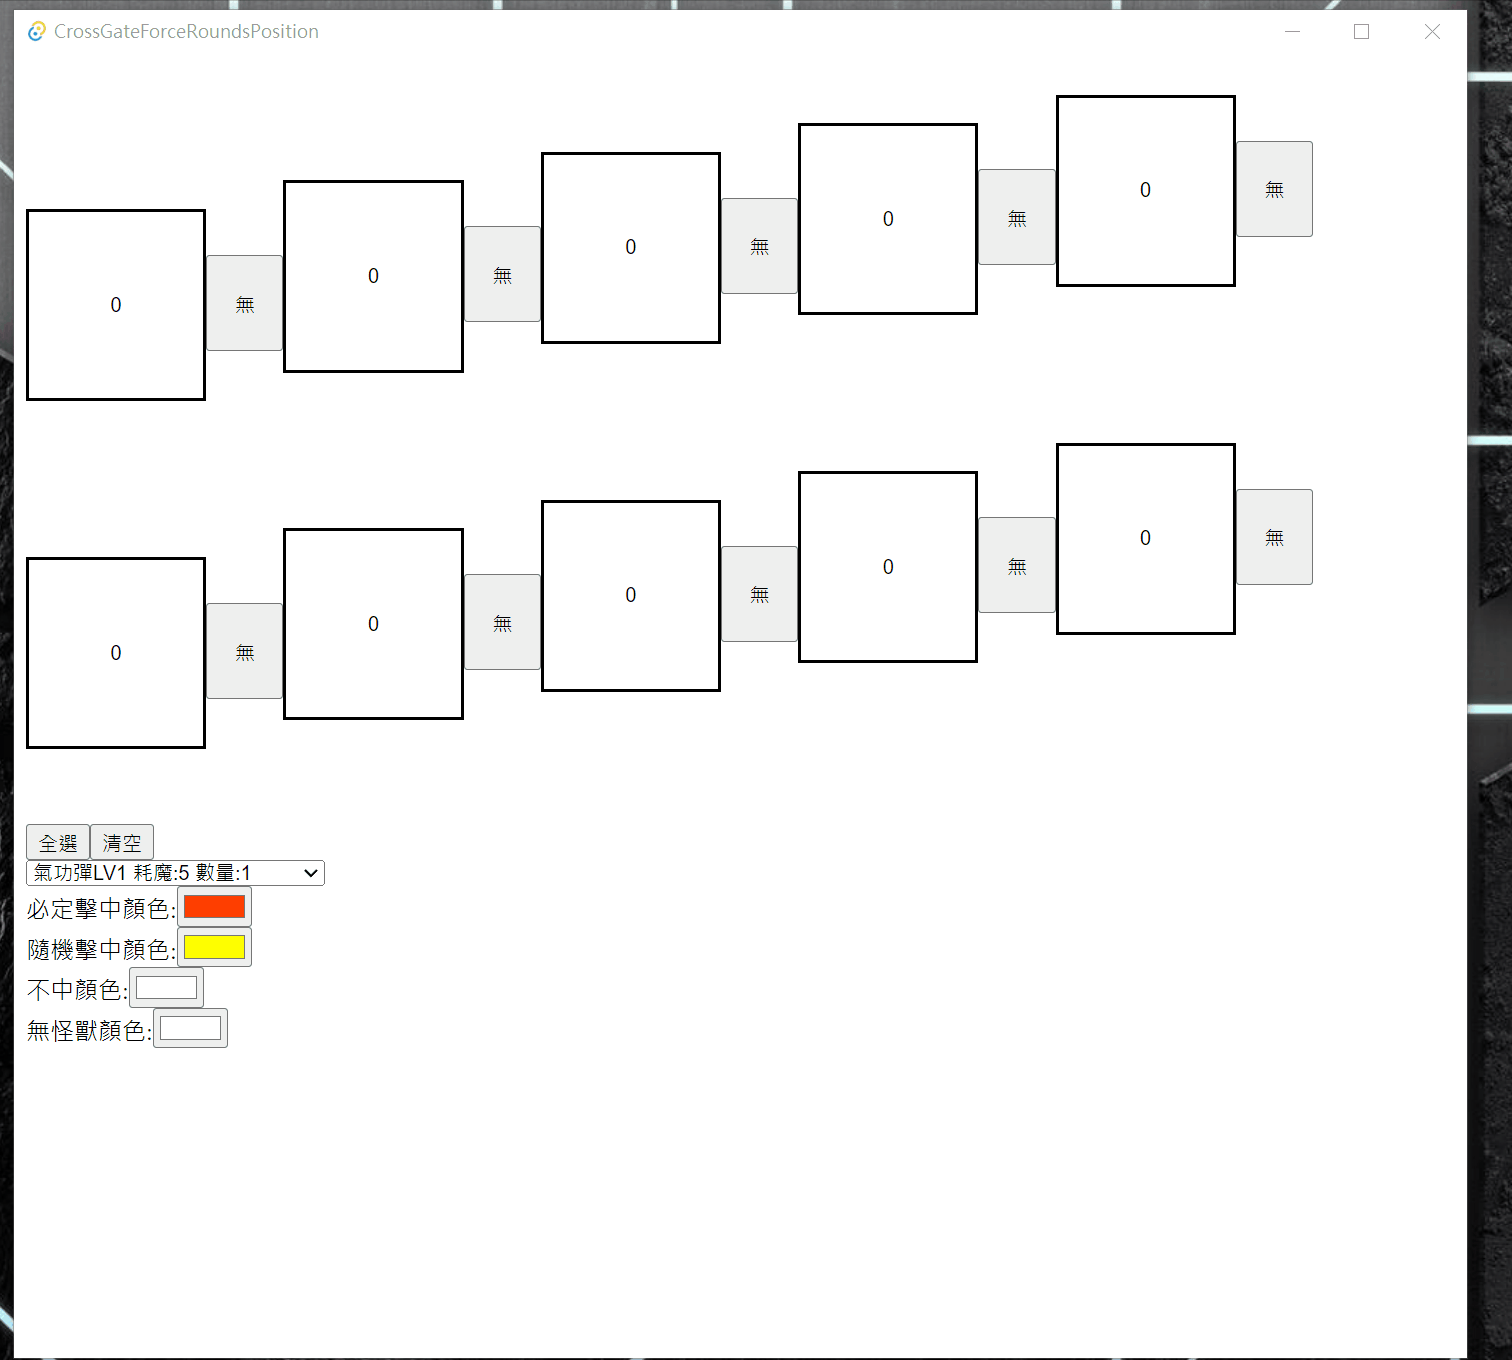 CrossGateForceRoundsPosition
0 無 0 無 0 無 0 無 0 無
0 無 0 無 0 無 0 無 0 無
全選 清空
氣功彈LV1 耗魔:5 數量:1
必定擊中顏色:
隨機擊中顏色:
不中顏色:
無怪獸顏色: